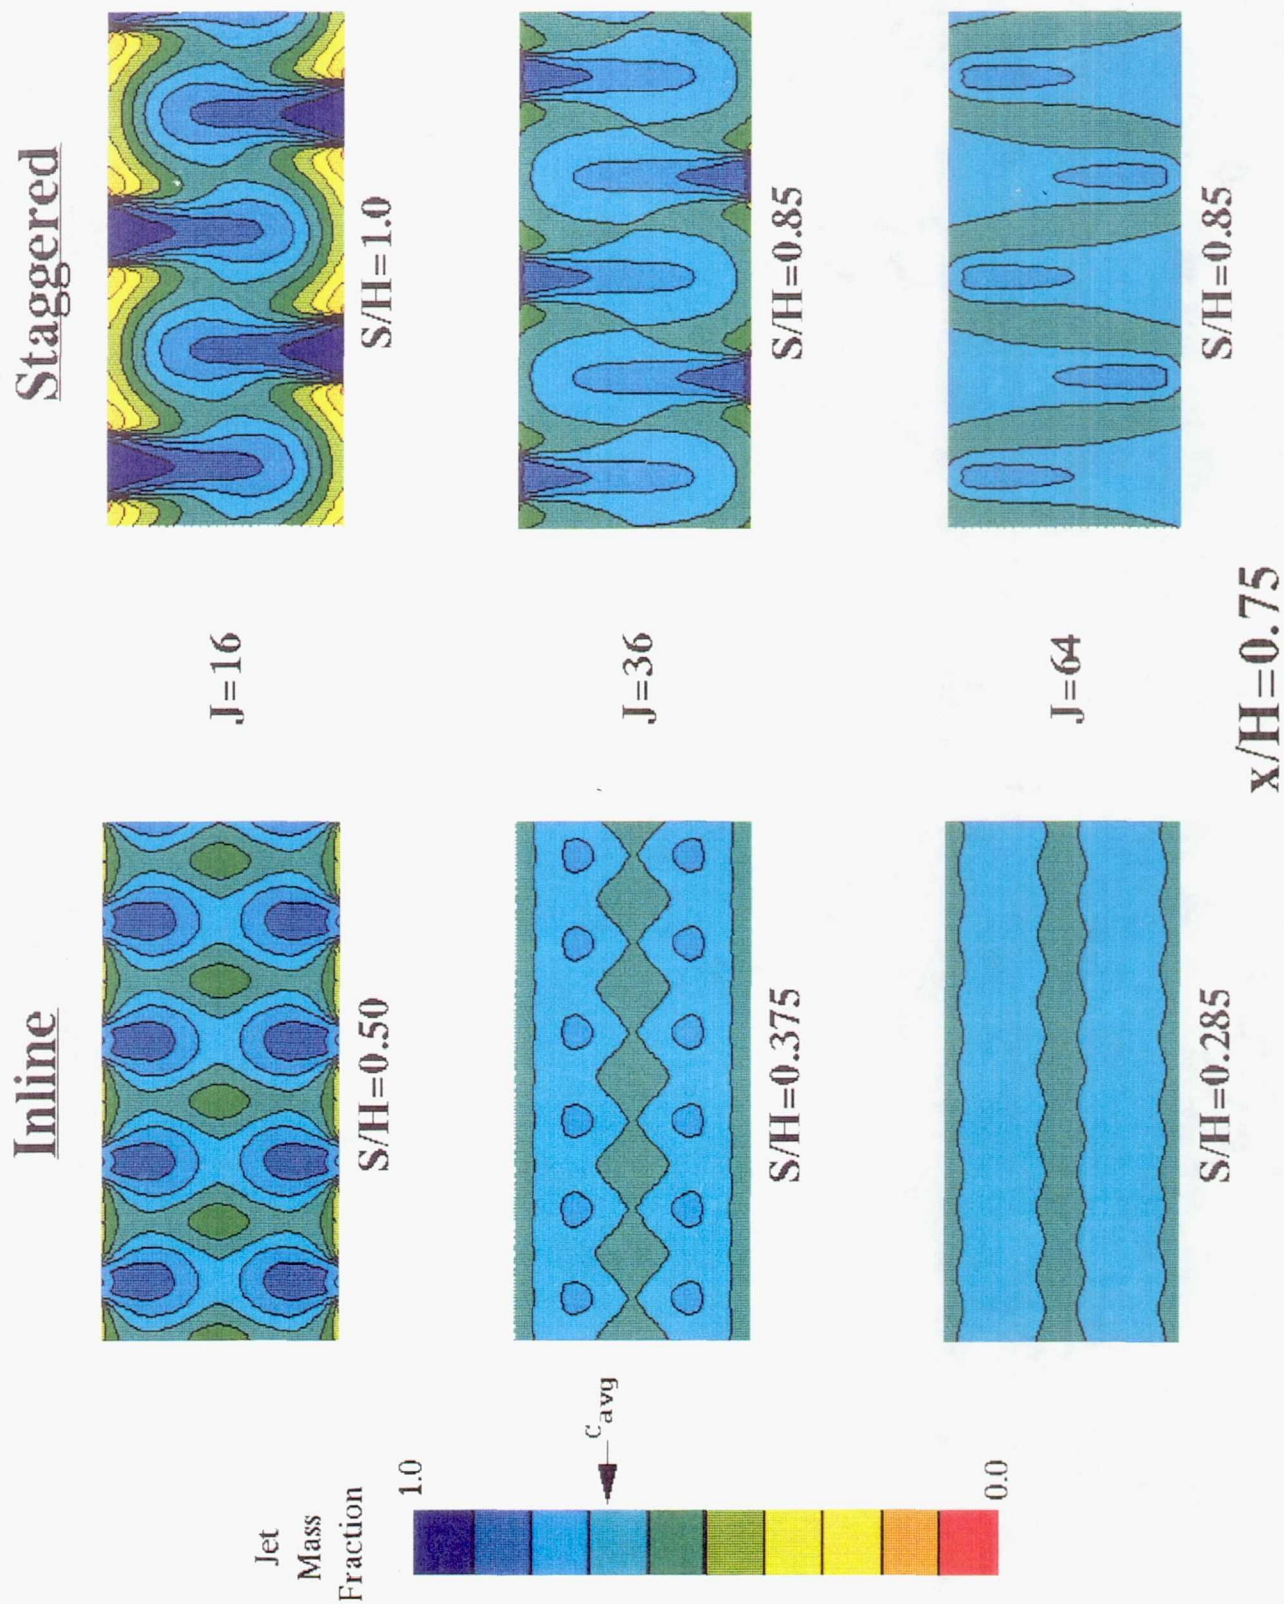 Inline
Staggered
J=16
S/H=0.50
S/H=1.0
J=36
S/H=0.375
S/H=0.85
J=64
S/H=0.285
S/H=0.85
x/H=0.75
Jet
Mass
Fraction
1.0
Cavg
0.0